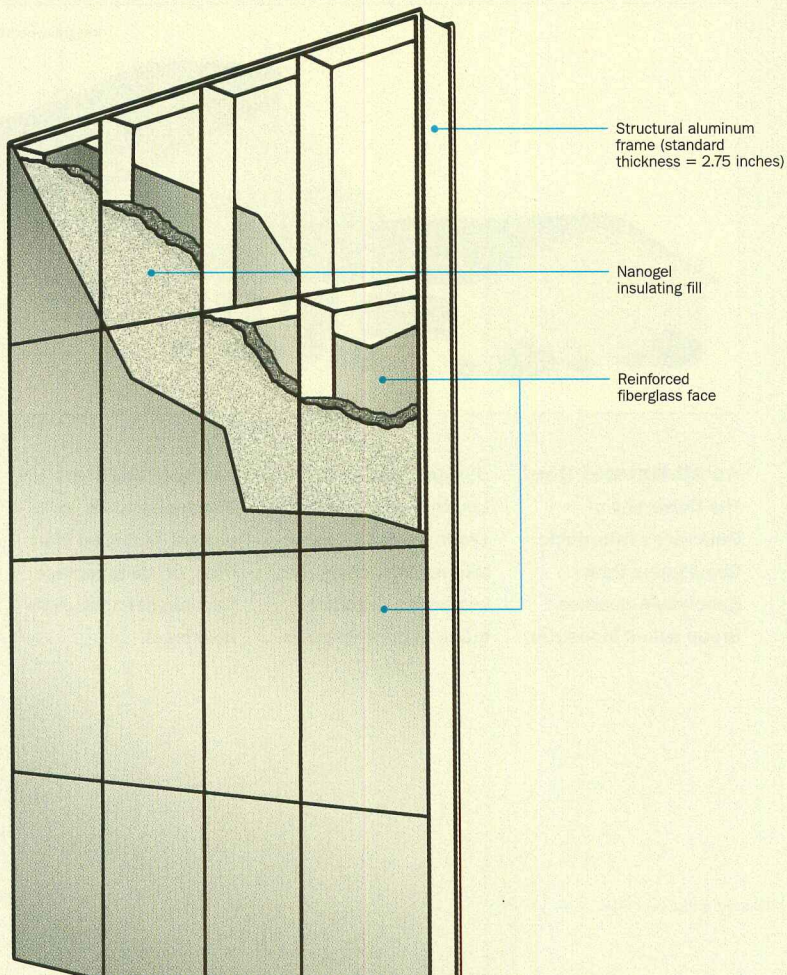 Structural aluminum
frame (standard
thickness = 2.75 inches)
Nanogel
insulating fill
Reinforced
fiberglass face